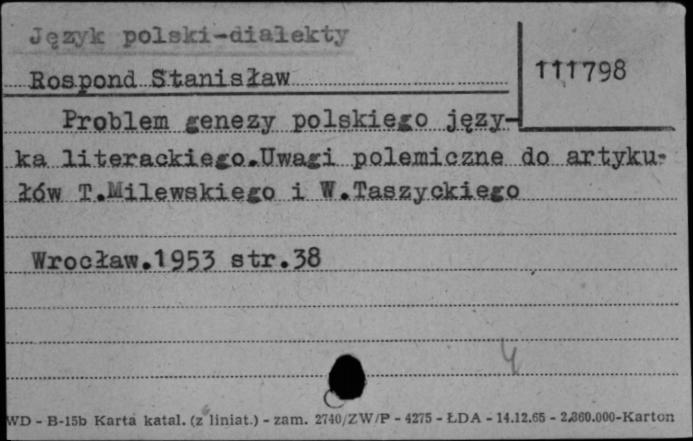 Język polski-dialekty
Rospond Stanisław
111798
Problem genezy polskiego języ-
ka literackiego.Uwagi polemiczne do artyku-
łów T.Milewskiego i W.Taszyckiego
Wrocław.1953 str.38
4
WD - B-15b Karta katal. (z liniat.) - zam. 2740/ZW/P - 4275 - ŁDA - 14.12.65 - 2.360.000-Karton